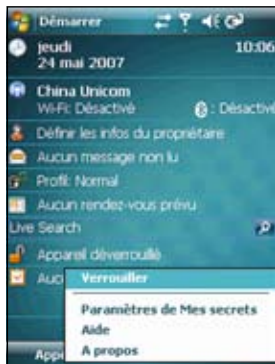 Démarrer
jeudi 10:06
24 mai 2007
China Unicom
Wi-Fi: Désactivé : Désactivé
Définir les infos du propriétaire
Aucun message non lu
Profil: Normal
Aucun rendez-vous prévu
Live Search
Appareil déverrouillé
Verrouiller
Paramètres de Mes secrets
Aide
A propos